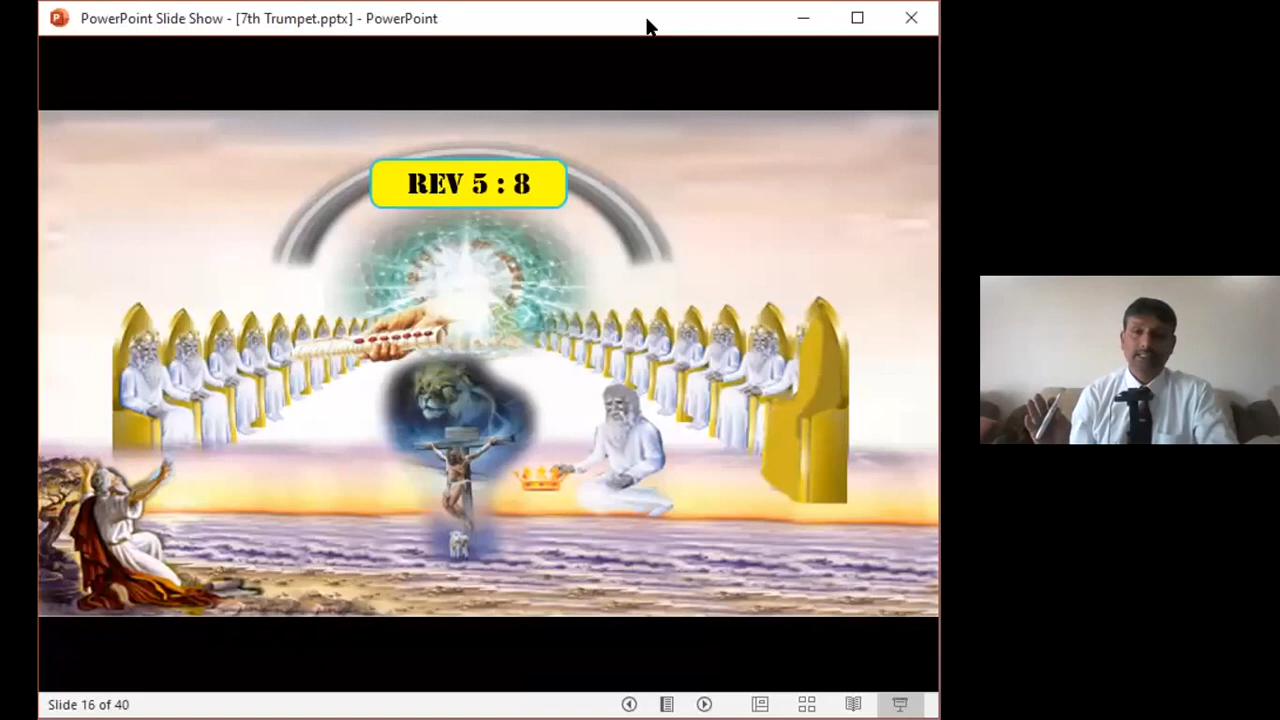 PowerPoint Slide Show - [7th Trumpet.pptx] - PowerPoint
REV 5 : 8
Slide 16 of 40